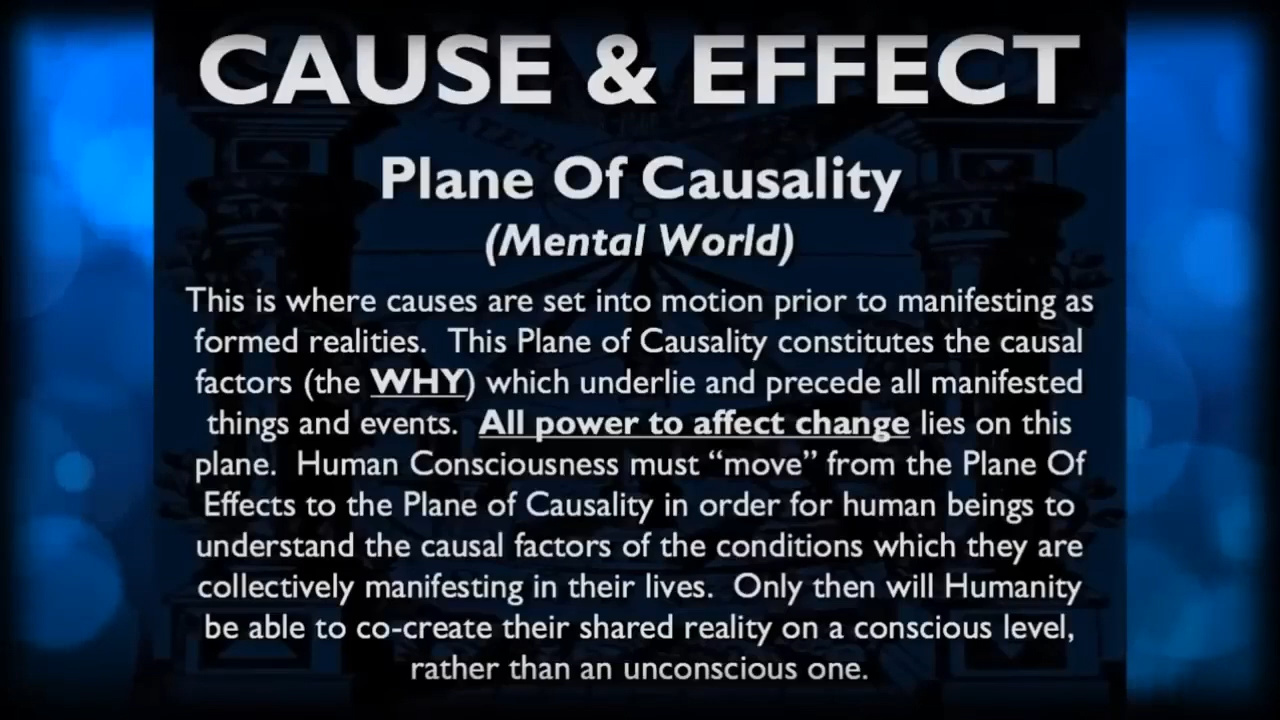 CAUSE & EFFECT
Plane Of Causality
(Mental World)
This is where causes are set into motion prior to manifesting as
formed realities.  This Plane of Causality constitutes the causal
factors (the WHY) which underlie and precede all manifested
things and events.  All power to affect change lies on this
plane.  Human Consciousness must “move” from the Plane Of
Effects to the Plane of Causality in order for human beings to
understand the causal factors of the conditions which they are
collectively manifesting in their lives.  Only then will Humanity
be able to co-create their shared reality on a conscious level,
rather than an unconscious one.